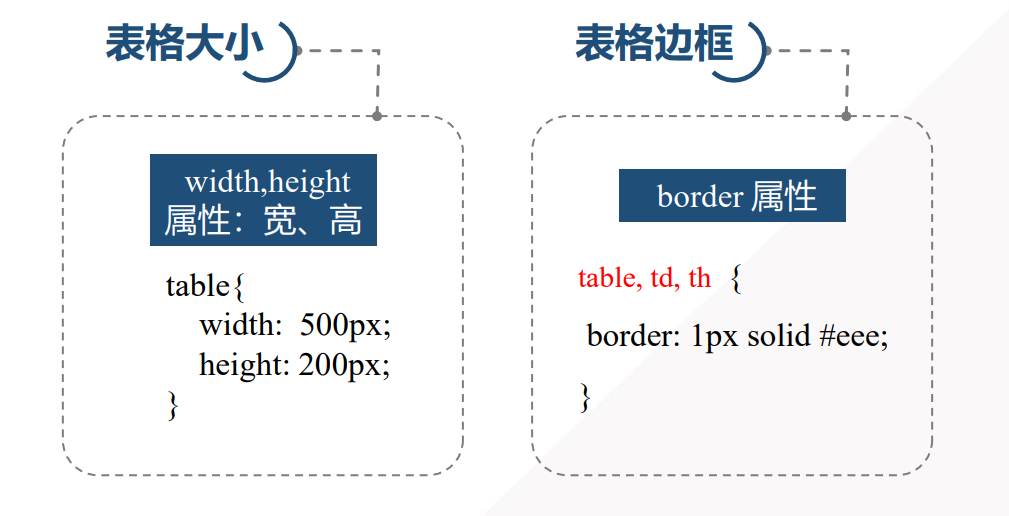 表格大小
width,height
属性：宽、高
table{
width:  500px;
height: 200px;
}
表格边框
border 属性
table, td, th  {
border: 1px solid #eee;
}